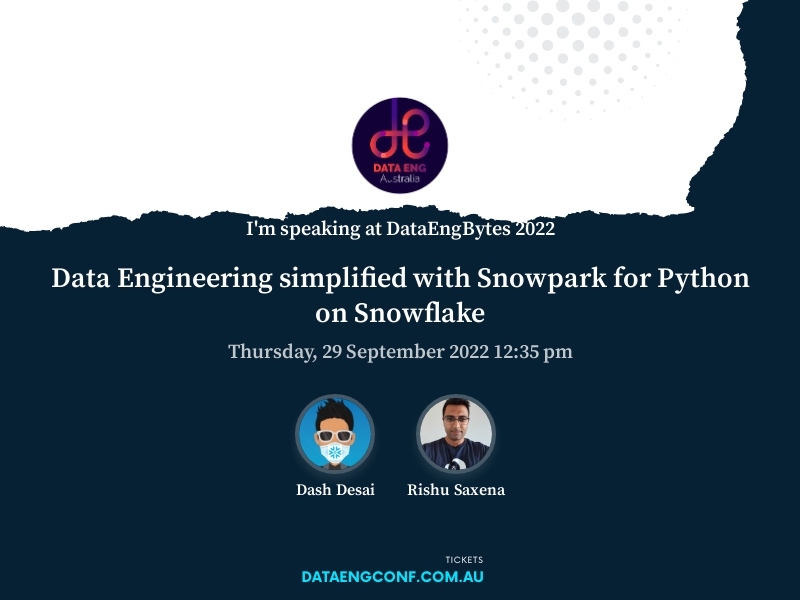 DATA ENG
Australia
I'm speaking at DataEngBytes 2022
Data Engineering simplified with Snowpark for Python
on Snowflake
Thursday, 29 September 2022 12:35 pm
Dash Desai
Rishu Saxena
TICKETS
DATAENGCONF.COM.AU